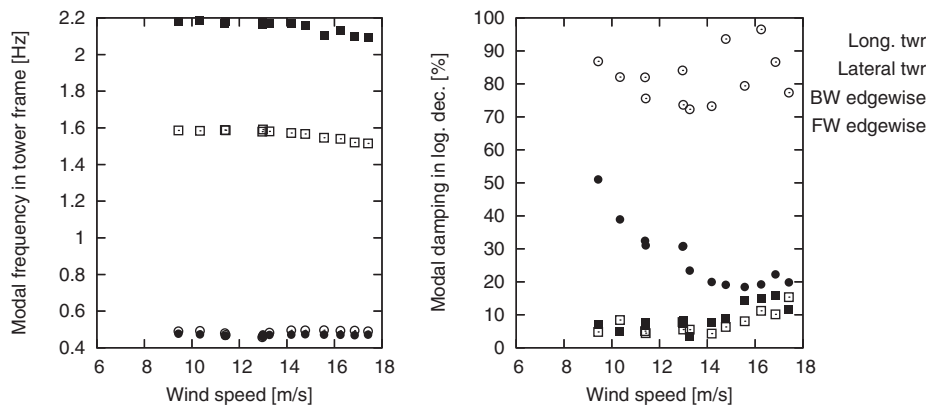 Modal frequency in tower frame [Hz]
2.2
2
1.8
1.6
1.4
1.2
1
0.8
0.6
0.4
6 8 10 12 14 16 18
Wind speed [m/s]
Modal damping in log. dec. [%]
100
90
80
70
60
50
40
30
20
10
0
6 8 10 12 14 16 18
Wind speed [m/s]
Long. twr
Lateral twr
BW edgewise
FW edgewise